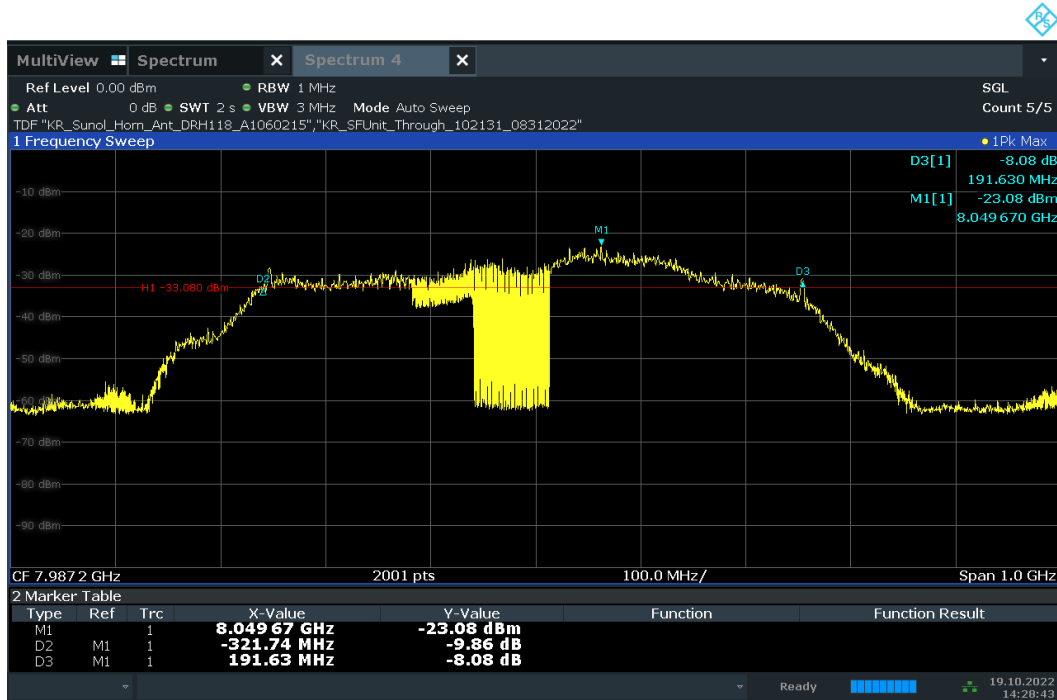 R&S
MultiView Spectrum X Spectrum 4 X
Ref Level 0.00 dBm RBW 1 MHz SGL
Att 0 dB SWT 2 s VBW 3 MHz Mode Auto Sweep Count 5/5
TDF "KR_Sunol_Horn_Ant_DRH118_A1060215","KR_SFUnit_Through_102131_08312022"
1 Frequency Sweep 1Pk Max
D3[1] -8.08 dB
191.630 MHz
M1[1] -23.08 dBm
8.049670 GHz
-10 dBm
-20 dBm
M1
-30 dBm
D2
D3
H1 -33.080 dBm
-40 dBm
-50 dBm
-60 dBm
-70 dBm
-80 dBm
-90 dBm
CF 7.9872 GHz 2001 pts 100.0 MHz/ Span 1.0 GHz
2 Marker Table
Type Ref Trc X-Value Y-Value Function Function Result
M1 1 8.04967 GHz -23.08 dBm
D2 M1 1 -321.74 MHz -9.86 dB
D3 M1 1 191.63 MHz -8.08 dB
Ready 19.10.2022
14:28:43